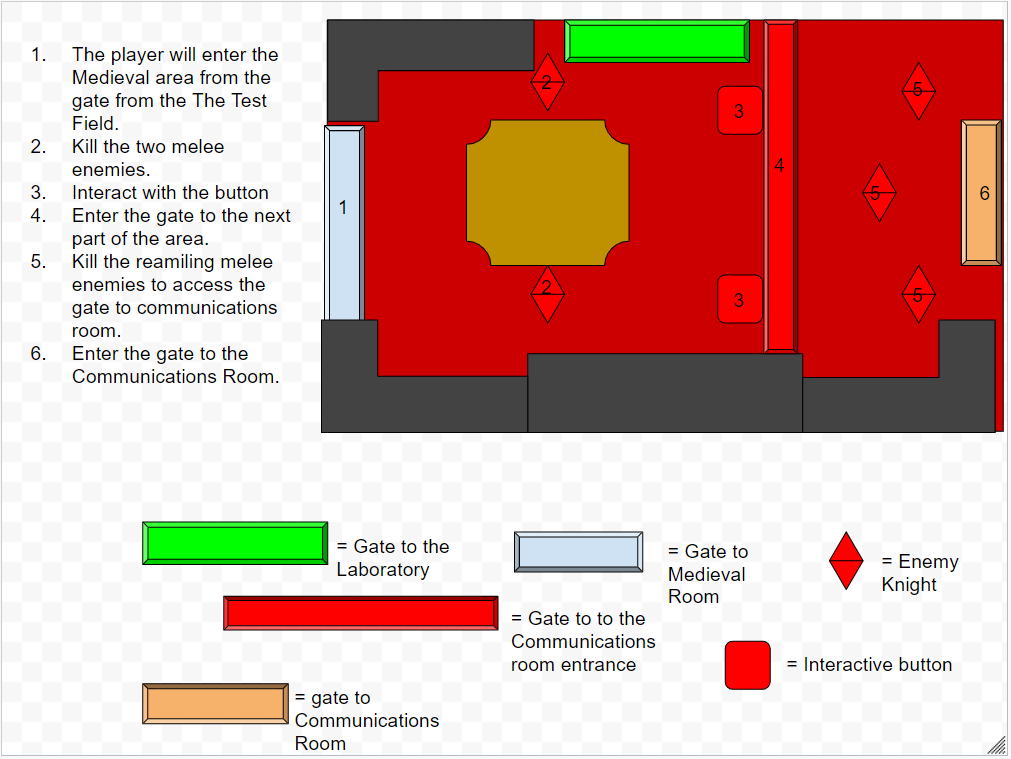 1. The player will enter the
Medieval area from the
gate from the The Test
Field.
2. Kill the two melee
enemies.
3. Interact with the button
4. Enter the gate to the next
part of the area.
5. Kill the reamiling melee
enemies to access the
gate to communications
room.
6. Enter the gate to the
Communications Room.
2
3
5
4
1
5
6
2
3
5
= Gate to the
Laboratory
= Gate to
Medieval
Room
= Enemy
Knight
= Gate to to the
Communications
room entrance
= Interactive button
= gate to
Communications
Room